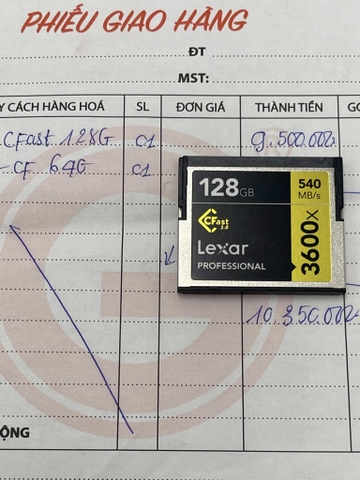 PHIẾU GIAO HÀNG
ĐT
MST:
Y CÁCH HÀNG HOÁ SL ĐƠN GIÁ THÀNH TIỀN
CFast 128G 01 9.500.000
- CF 64G 01
128GB 540 MB/s
CFast 2.0
Lexar
PROFESSIONAL
3600X
10.350.000
ỘNG